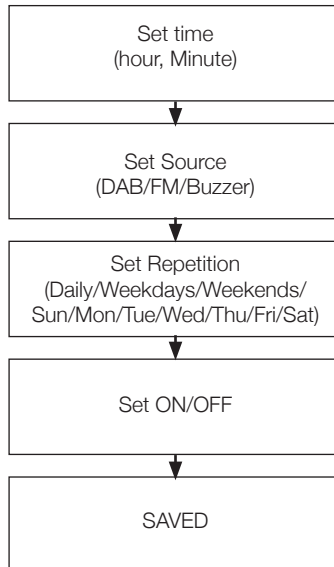 Set time
(hour, Minute)
Set Source
(DAB/FM/Buzzer)
Set Repetition
(Daily/Weekdays/Weekends/
Sun/Mon/Tue/Wed/Thu/Fri/Sat)
Set ON/OFF
SAVED